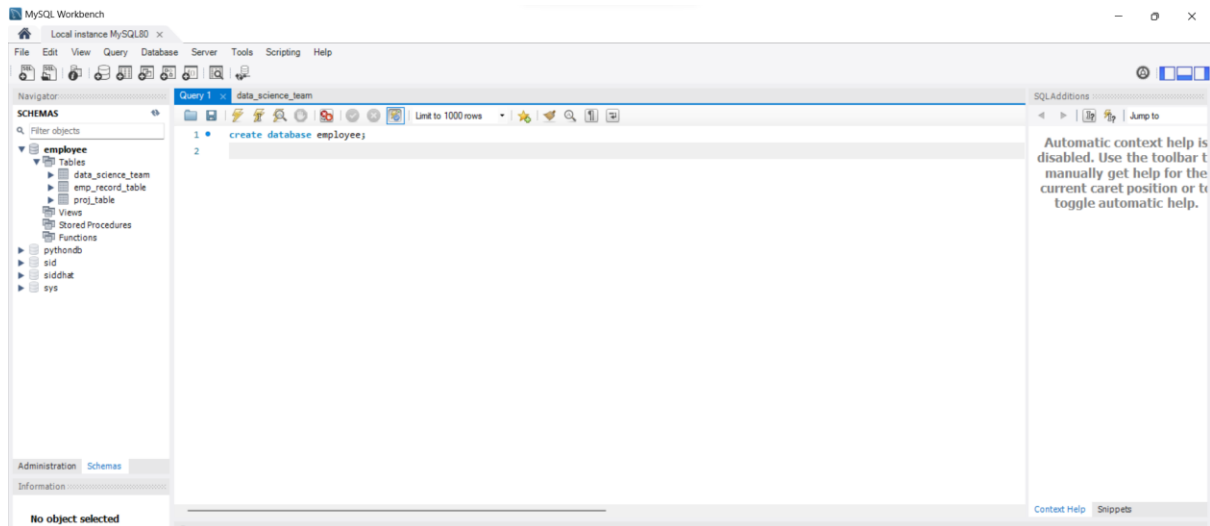 MySQL Workbench
Local instance MySQL80 ×
File Edit View Query Database Server Tools Scripting Help
Navigator
SCHEMAS
Filter objects
employee
Tables
data_science_team
emp_record_table
proj_table
Views
Stored Procedures
Functions
pythondb
sid
siddhat
sys
Administration Schemas
Information
No object selected
Query 1 × data_science_team
Limit to 1000 rows
1 create database employee;
2
SQLAdditions
Jump to
Automatic context help is
disabled. Use the toolbar t
manually get help for the
current caret position or to
toggle automatic help.
Context Help Snippets